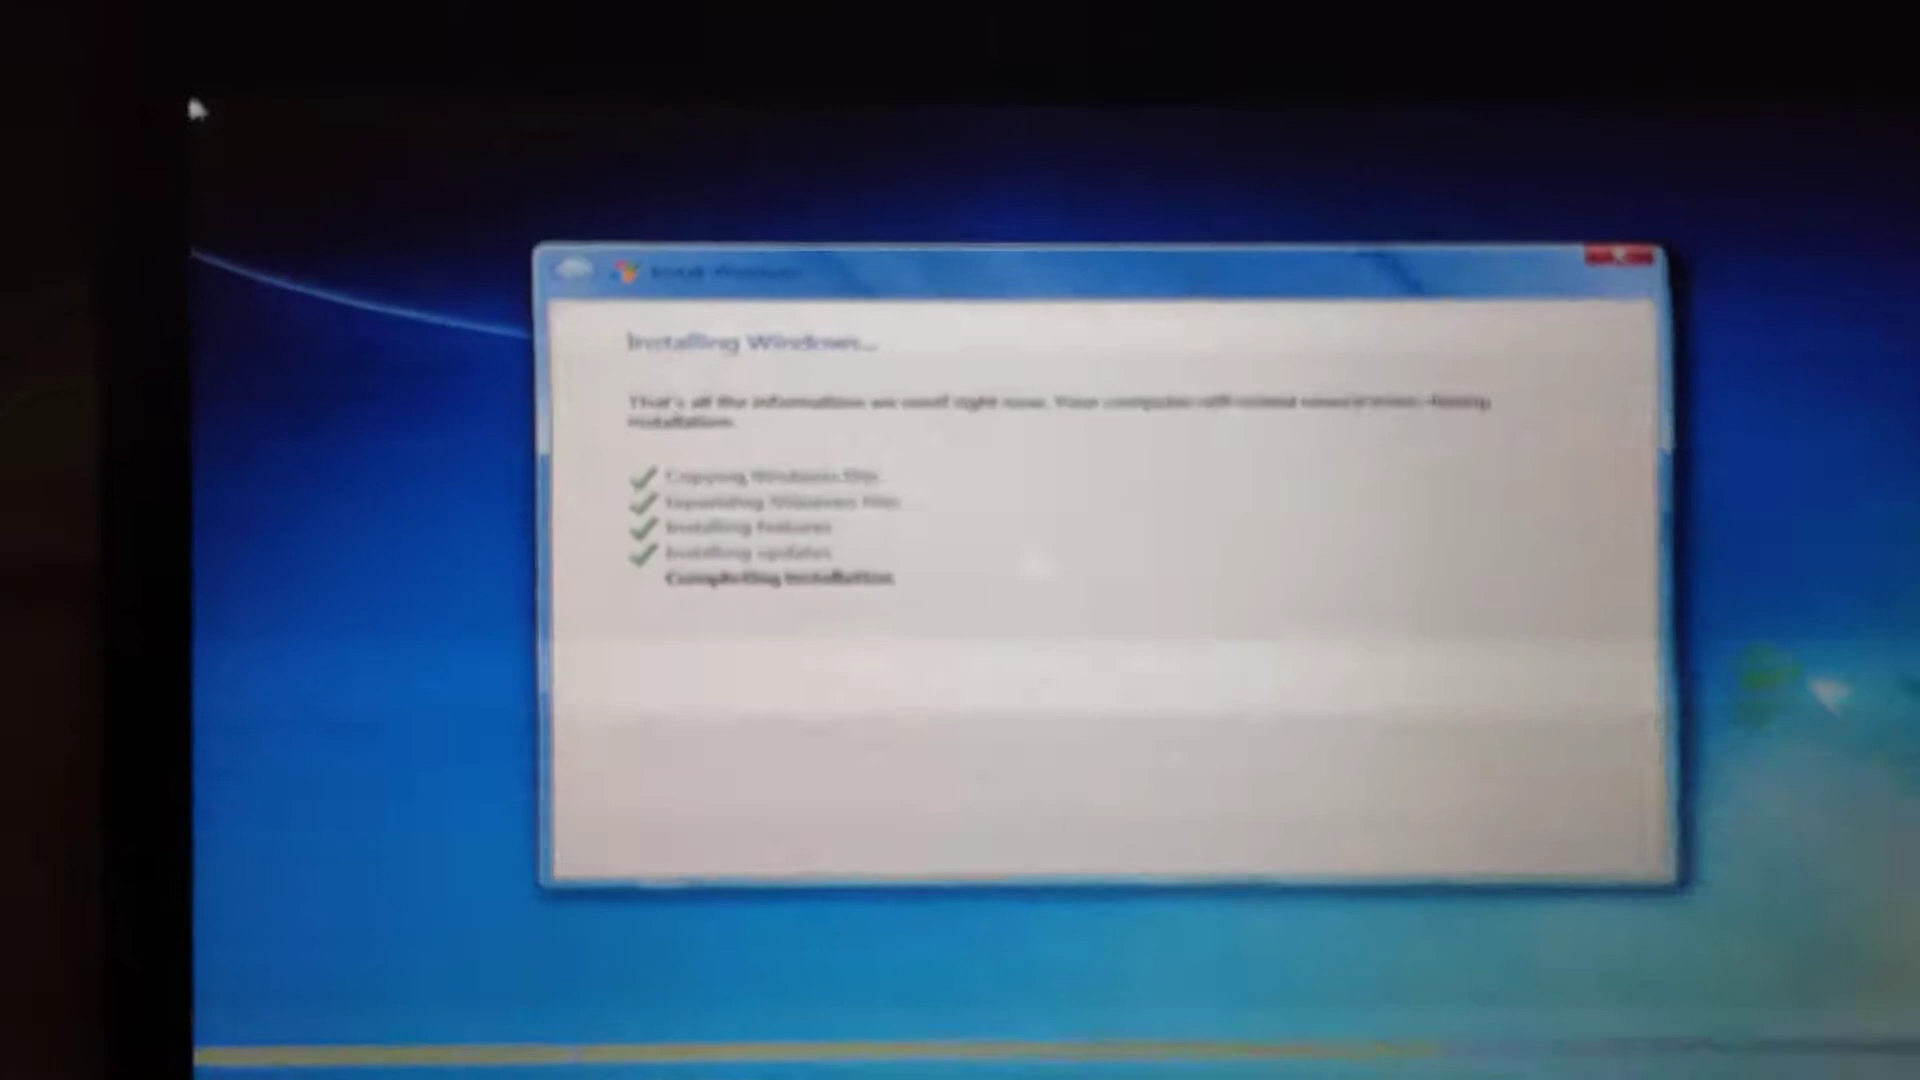 Install Windows
Installing Windows...
That's all the information we need right now. Your computer will restart several times during
installation.
Copying Windows files
Expanding Windows files
Installing features
Installing updates
Completing installation